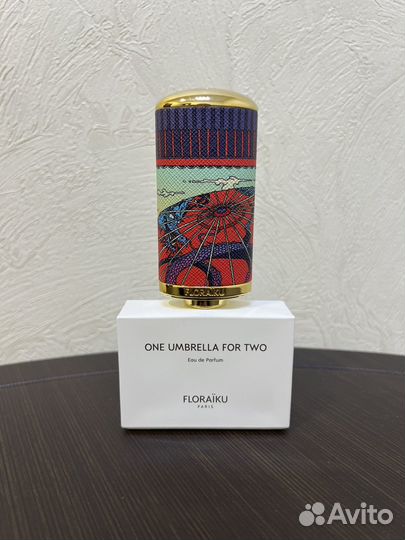 FLORAÏKU
ONE UMBRELLA FOR TWO
Eau de Parfum
FLORAÏKU
PARIS
Avito